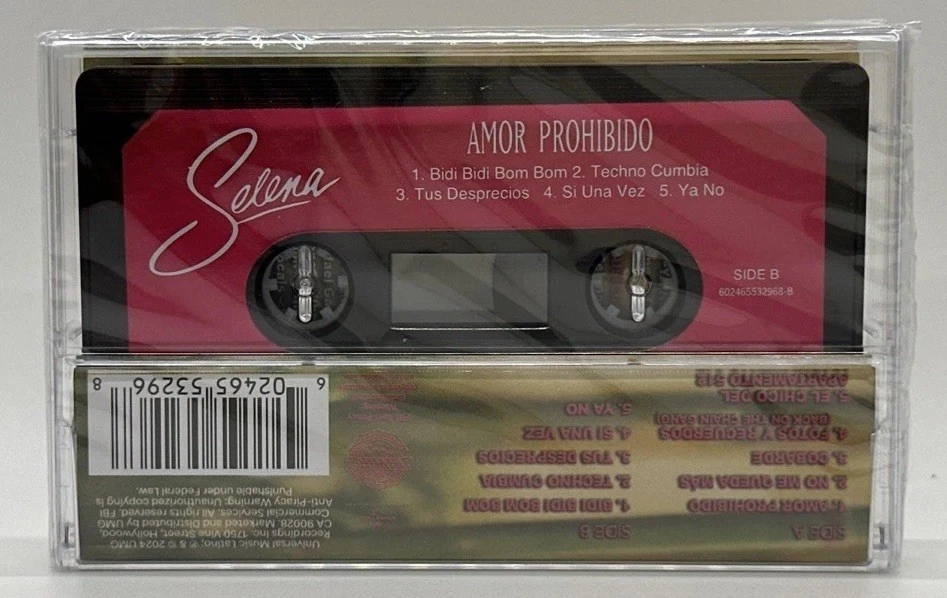 Selena
AMOR PROHIBIDO
1. Bidi Bidi Bom Bom 2. Techno Cumbia
3. Tus Desprecios 4. Si Una Vez 5. Ya No
SIDE B
602465532968-B
SIDE A
1. AMOR PROHIBIDO
2. NO ME QUEDA MÁS
3. COBARDE
4. FOTOS Y RECUERDOS
(BACK ON THE CHAIN GANG)
5. EL CHICO DEL
APARTAMENTO 512
SIDE B
1. BIDI BIDI BOM BOM
2. TECHNO CUMBIA
3. TUS DESPRECIOS
4. SI UNA VEZ
5. YA NO
Universal Music Latino; ℗ & © 2024 UMG
Recordings Inc. 1750 Vine Street, Hollywood,
CA 90028. Marketed and Distributed by UMG
Commercial Services. All rights reserved. FBI
Anti-Piracy Warning: Unauthorized copying is
Punishable under Federal Law.
6 02465 53296 8